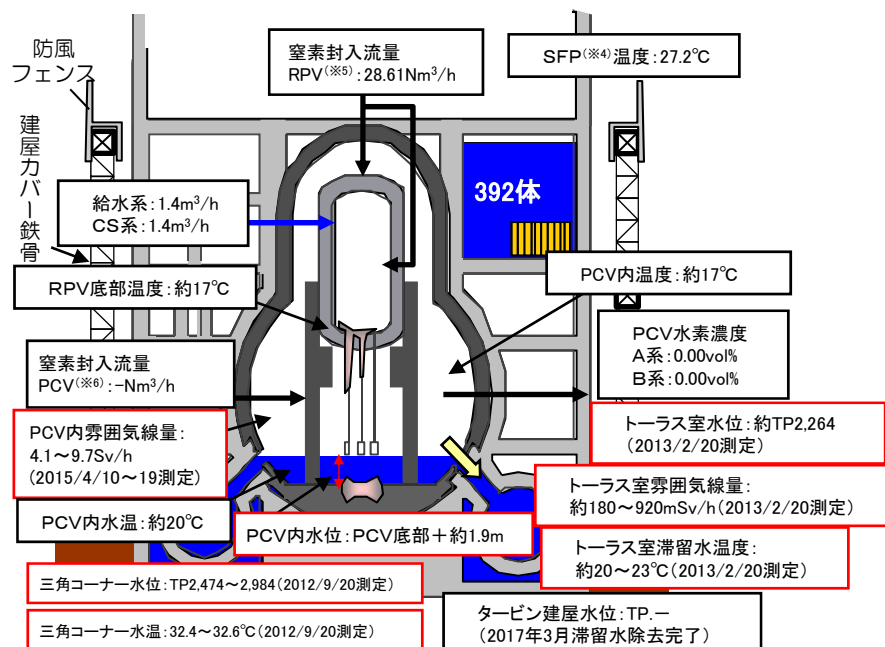 防風
フェンス
建屋カバー鉄骨
窒素封入流量
RPV(※5):28.61Nm³/h
SFP(※4)温度:27.2℃
給水系:1.4m³/h
CS系:1.4m³/h
392体
RPV底部温度:約17℃
PCV内温度:約17℃
窒素封入流量
PCV(※6):-Nm³/h
PCV水素濃度
A系:0.00vol%
B系:0.00vol%
PCV内雰囲気線量:
4.1~9.7Sv/h
(2015/4/10~19測定)
トーラス室水位:約TP2,264
(2013/2/20測定)
トーラス室雰囲気線量:
約180~920mSv/h(2013/2/20測定)
PCV内水温:約20℃
PCV内水位:PCV底部+約1.9m
トーラス室滞留水温度:
約20~23℃(2013/2/20測定)
三角コーナー水位:TP2,474~2,984(2012/9/20測定)
三角コーナー水温:32.4~32.6℃(2012/9/20測定)
タービン建屋水位:TP.-
(2017年3月滞留水除去完了)